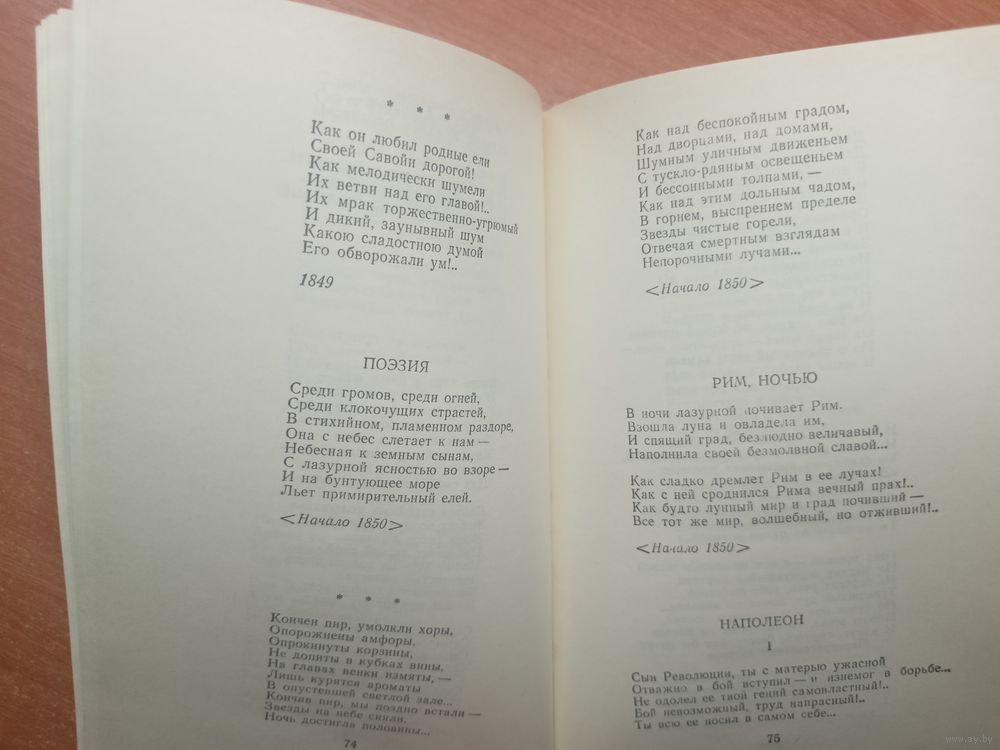 * * *
Как он любил родные ели
Своей Савойи дорогой!
Как мелодически шумели
Их ветви над его главой!..
Их мрак торжественно-угрюмый
И дикий, заунывный шум
Какою сладостною думой
Его обворожали ум!..
1849
ПОЭЗИЯ
Среди громов, среди огней,
Среди клокочущих страстей,
В стихийном, пламенном раздоре,
Она с небес слетает к нам —
Небесная к земным сынам,
С лазурной ясностью во взоре —
И на бунтующее море
Льет примирительный елей.
<Начало 1850>
* * *
Кончен пир, умолкли хоры,
Опорожнены амфоры,
Опрокинуты корзины,
Не допиты в кубках вины,
На главах венки измяты, —
Лишь курятся ароматы
В опустевшей светлой зале...
Кончив пир, мы поздно встали —
Звезды на небе сияли,
Ночь достигла половины...
74
Как над беспокойным градом,
Над дворцами, над домами,
Шумным уличным движеньем
С тускло-рдяным освещеньем
И бессонными толпами, —
Как над этим дольным чадом,
В горнем, выспреннем пределе
Звезды чистые горели,
Отвечая смертным взглядам
Непорочными лучами...
<Начало 1850>
РИМ, НОЧЬЮ
В ночи лазурной почивает Рим.
Взошла луна и овладела им,
И спящий град, безлюдно величавый,
Наполнила своей безмолвной славой...
Как сладко дремлет Рим в ее лучах!
Как с ней сроднился Рима вечный прах!..
Как будто лунный мир и град почивший —
Все тот же мир, волшебный, но отживший!..
<Начало 1850>
НАПОЛЕОН
I
Сын Революции, ты с матерью ужасной
Отважно в бой вступил — и изнемог в борьбе...
Не одолел ее твой гений самовластный!..
Бой невозможный, труд напрасный!..
Ты всю ее носил в самом себе...
75
www.ay.by